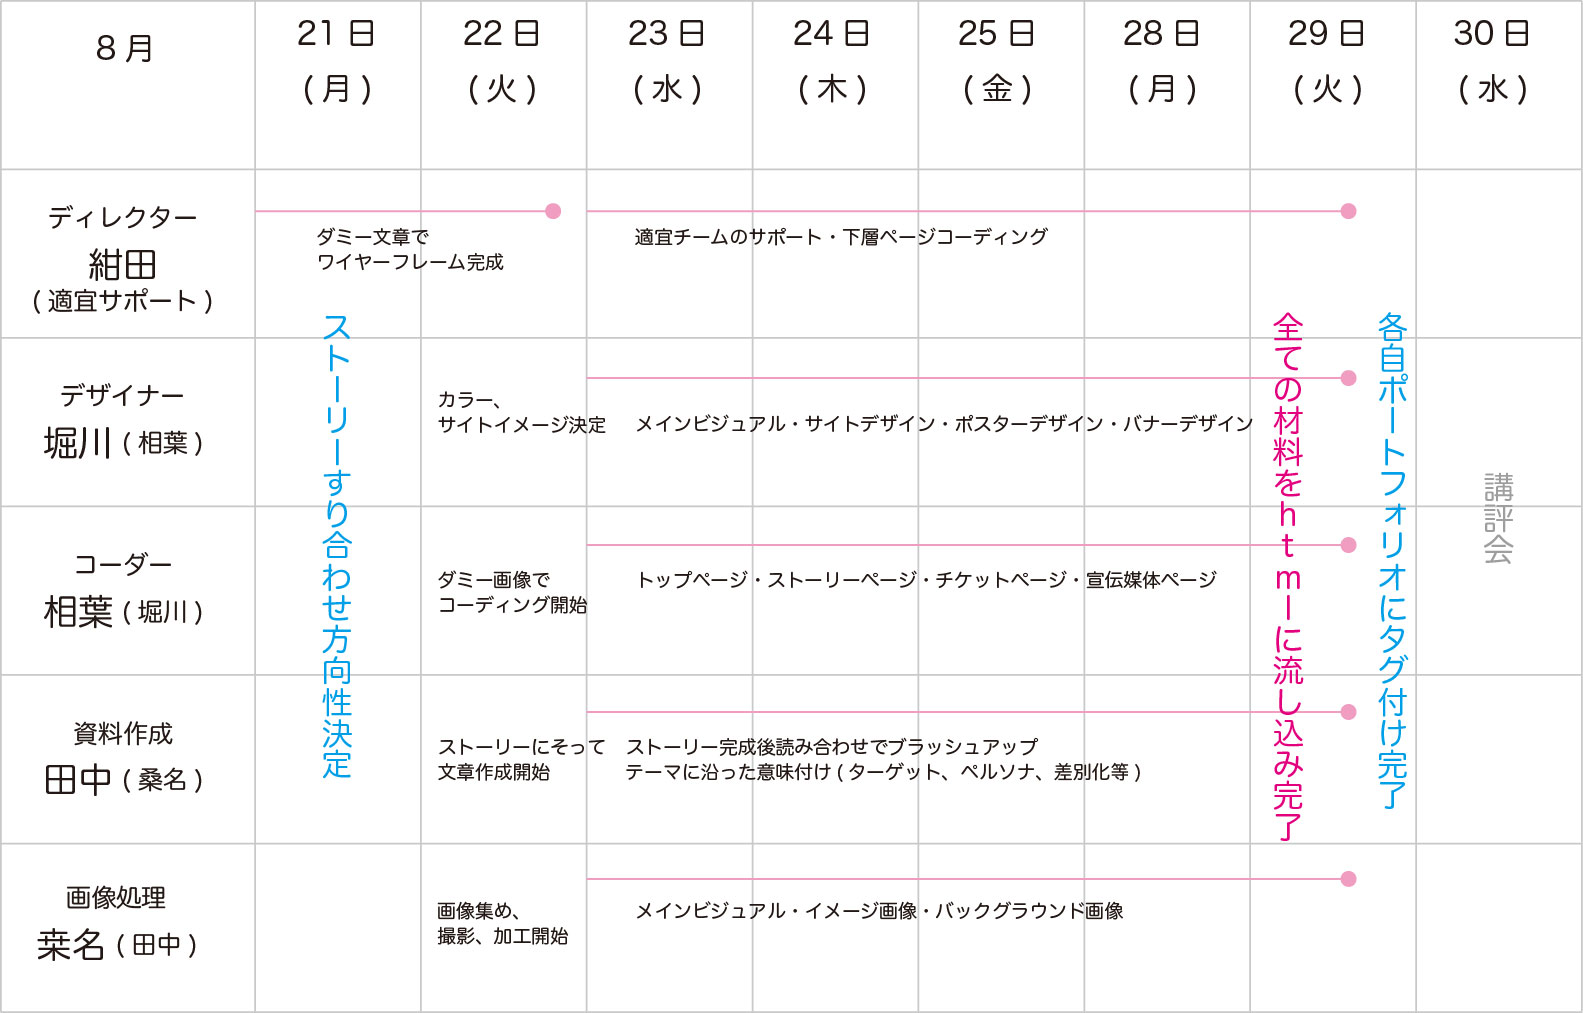 8 月
21 日
( 月 )
22 日
( 火 )
23 日
( 水 )
24 日
( 木 )
25 日
( 金 )
28 日
( 月 )
29 日
( 火 )
30 日
( 水 )
ディレクター
紺田
( 適宜サポート )
ダミー文章で
ワイヤーフレーム完成
適宜チームのサポート・下層ページコーディング
ストーリーすり合わせ方向性決定
全ての材料をhtmlに流し込み完了
各自ポートフォリオにタグ付け完了
講評会
デザイナー
堀川 ( 相葉 )
カラー、
サイトイメージ決定
メインビジュアル・サイトデザイン・ポスターデザイン・バナーデザイン
コーダー
相葉 ( 堀川 )
ダミー画像で
コーディング開始
トップページ・ストーリーページ・チケットページ・宣伝媒体ページ
資料作成
田中 ( 桑名 )
ストーリーにそって
文章作成開始
ストーリー完成後読み合わせでブラッシュアップ
テーマに沿った意味付け ( ターゲット、ペルソナ、差別化等 )
画像処理
桒名 ( 田中 )
画像集め、
撮影、加工開始
メインビジュアル・イメージ画像・バックグラウンド画像